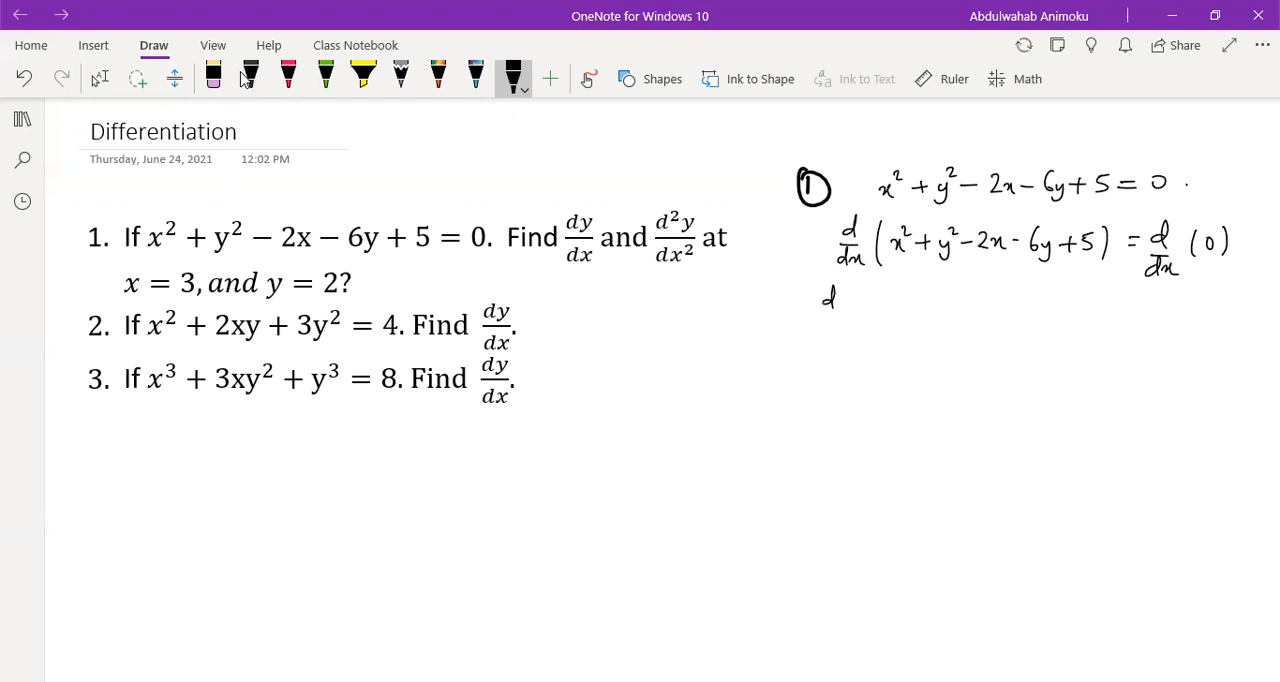 OneNote for Windows 10
Abdulwahab Animoku
Home Insert Draw View Help Class Notebook Share
Shapes Ink to Shape Ink to Text Ruler Math
Differentiation
Thursday, June 24, 2021 12:02 PM
1. If x² + y² − 2x − 6y + 5 = 0. Find dy/dx and d²y/dx² at
x = 3, and y = 2?
2. If x² + 2xy + 3y² = 4. Find dy/dx.
3. If x³ + 3xy² + y³ = 8. Find dy/dx.
① x² + y² − 2x − 6y + 5 = 0 .
d/dx (x² + y² − 2x − 6y + 5) = d/dx (0)
d